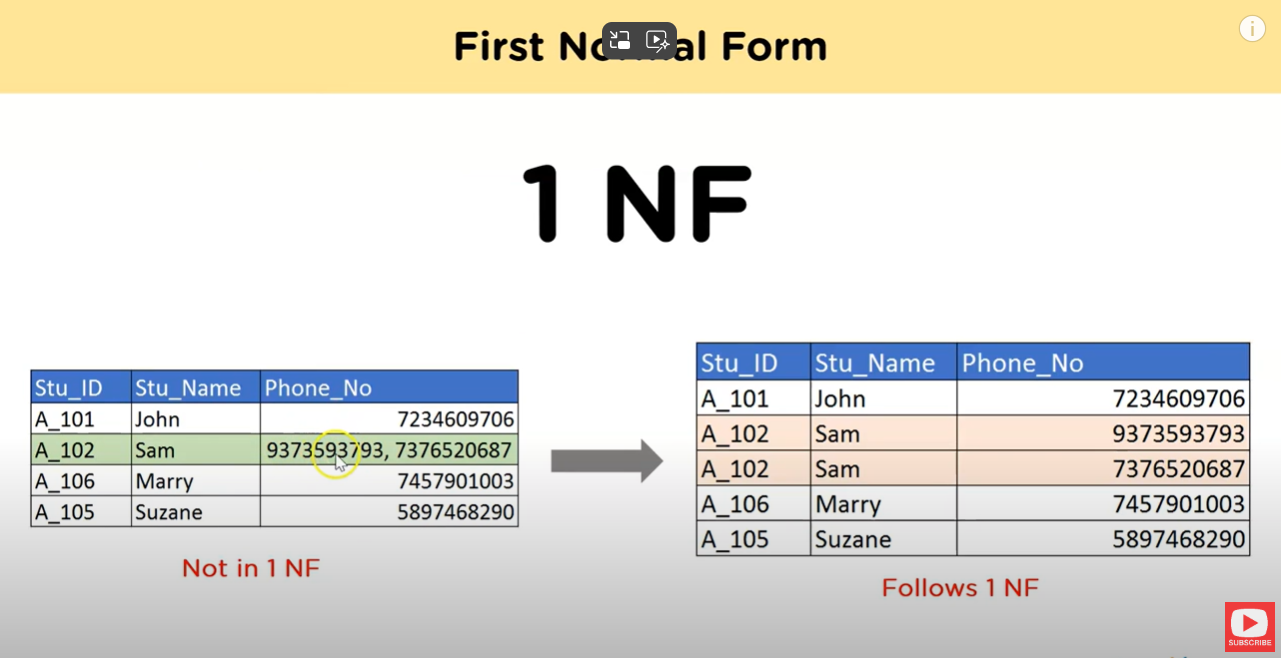 First Normal Form
1 NF
Stu_ID Stu_Name Phone_No
A_101 John 7234609706
A_102 Sam 9373593793, 7376520687
A_106 Marry 7457901003
A_105 Suzane 5897468290
Not in 1 NF
Stu_ID Stu_Name Phone_No
A_101 John 7234609706
A_102 Sam 9373593793
A_102 Sam 7376520687
A_106 Marry 7457901003
A_105 Suzane 5897468290
Follows 1 NF
SUBSCRIBE